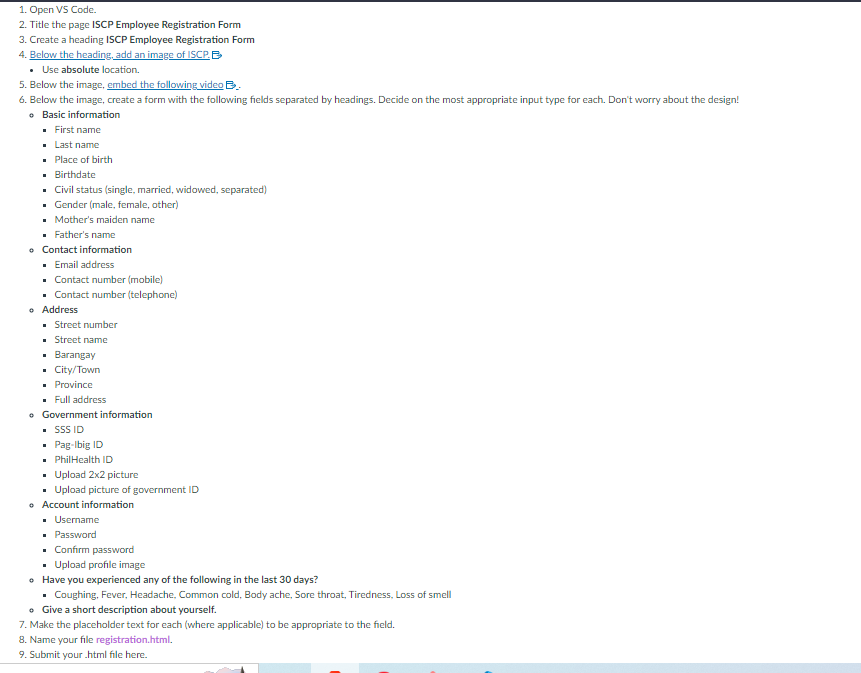 1. Open VS Code.
2. Title the page ISCP Employee Registration Form
3. Create a heading ISCP Employee Registration Form
4. Below the heading, add an image of ISCP.
Use absolute location.
5. Below the image, embed the following video .
6. Below the image, create a form with the following fields separated by headings. Decide on the most appropriate input type for each. Don't worry about the design!
Basic information
First name
Last name
Place of birth
Birthdate
Civil status (single, married, widowed, separated)
Gender (male, female, other)
Mother's maiden name
Father's name
Contact information
Email address
Contact number (mobile)
Contact number (telephone)
Address
Street number
Street name
Barangay
City/Town
Province
Full address
Government information
SSS ID
Pag-Ibig ID
PhilHealth ID
Upload 2x2 picture
Upload picture of government ID
Account information
Username
Password
Confirm password
Upload profile image
Have you experienced any of the following in the last 30 days?
Coughing, Fever, Headache, Common cold, Body ache, Sore throat, Tiredness, Loss of smell
Give a short description about yourself.
7. Make the placeholder text for each (where applicable) to be appropriate to the field.
8. Name your file registration.html.
9. Submit your .html file here.